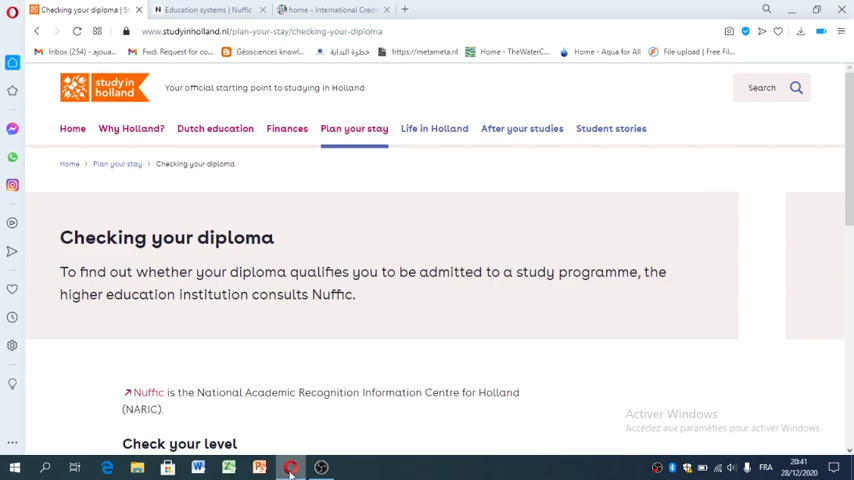 Checking your diploma | St
Education systems | Nuffic
home - International Crede
www.studyinholland.nl/plan-your-stay/checking-your-diploma
Inbox (254) - ajoua...
Fwd: Request for co...
Géosciences knowl...
خطوة البداية
https://metameta.nl
Home - TheWaterC...
Home - Aqua for All
File upload | Free Fil...
study in
holland
Your official starting point to studying in Holland
Search
Home Why Holland? Dutch education Finances Plan your stay Life in Holland After your studies Student stories
Home > Plan your stay > Checking your diploma
Checking your diploma
To find out whether your diploma qualifies you to be admitted to a study programme, the
higher education institution consults Nuffic.
Nuffic is the National Academic Recognition Information Centre for Holland
(NARIC).
Check your level
Activer Windows
Accédez aux paramètres pour activer Windows.
FRA
20:41
28/12/2020